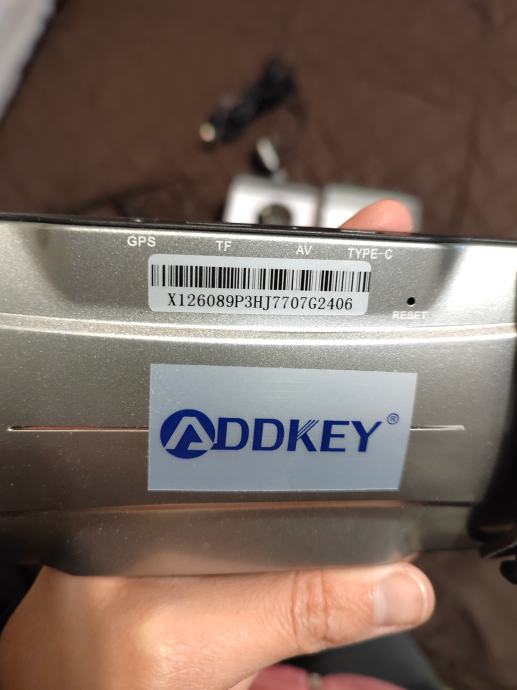 GPS TF AV TYPE-C
X126089P3HJ7707G2406
RESET
ADDKEY®